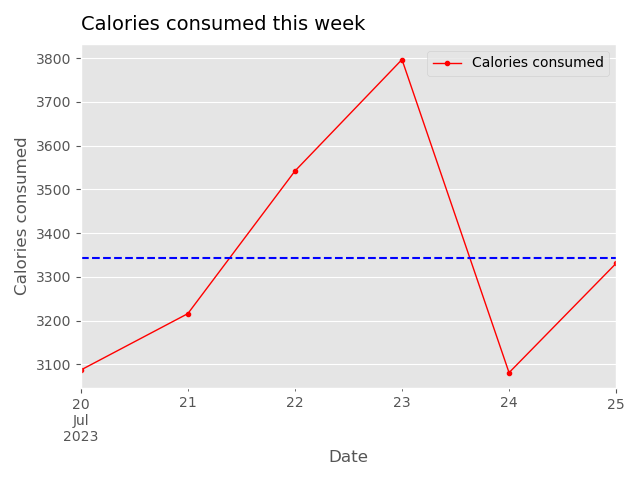 Calories consumed this week
Calories consumed
3800
3700
3600
3500
3400
3300
3200
3100
Calories consumed
20 21 22 23 24 25
Jul
2023
Date